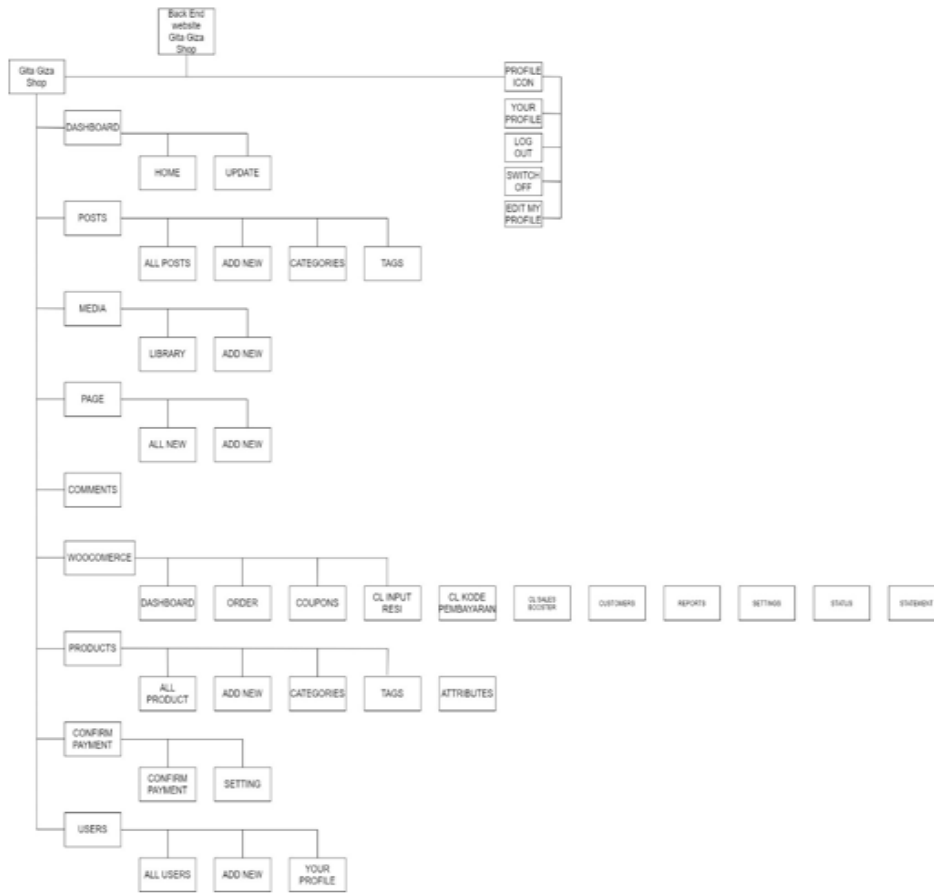 Back End
website
Gita Giza
Shop
Gita Giza
Shop
PROFILE
ICON
YOUR
PROFILE
LOG
OUT
SWITCH
OFF
EDIT MY
PROFILE
DASHBOARD
HOME
UPDATE
POSTS
ALL POSTS
ADD NEW
CATEGORIES
TAGS
MEDIA
LIBRARY
ADD NEW
PAGE
ALL NEW
ADD NEW
COMMENTS
WOOCOMERCE
DASHBOARD
ORDER
COUPONS
CL INPUT
RESI
CL KODE
PEMBAYARAN
CL SALES
BOOSTER
CUSTOMERS
REPORTS
SETTINGS
STATUS
STATEMENT
PRODUCTS
ALL
PRODUCT
ADD NEW
CATEGORIES
TAGS
ATTRIBUTES
CONFIRM
PAYMENT
CONFIRM
PAYMENT
SETTING
USERS
ALL USERS
ADD NEW
YOUR
PROFILE